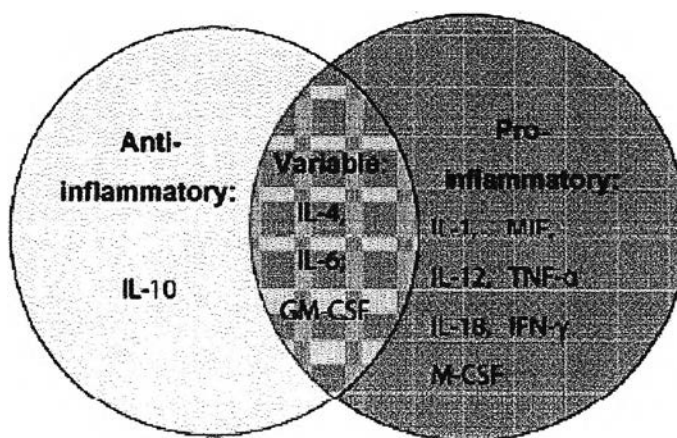 Anti-
inflammatory:
IL-10
Variable:
IL-4,
IL-6,
GM-CSF
Pro-
inflammatory:
IL-1, MIF,
IL-12, TNF-α
IL-18, IFN-γ
M-CSF